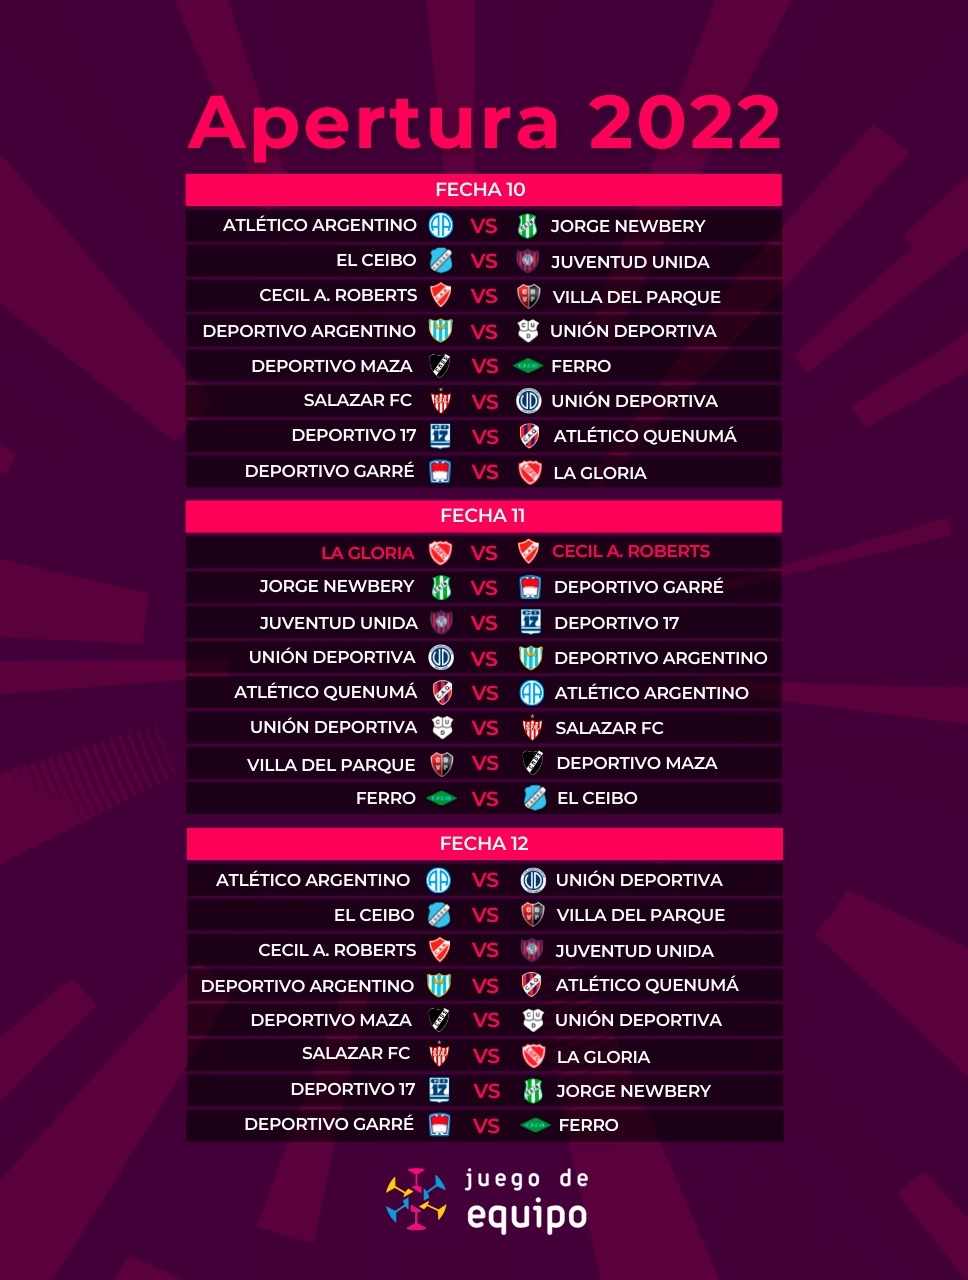 Apertura 2022
FECHA 10
ATLÉTICO ARGENTINO VS JORGE NEWBERY
EL CEIBO VS JUVENTUD UNIDA
CECIL A. ROBERTS VS VILLA DEL PARQUE
DEPORTIVO ARGENTINO VS UNIÓN DEPORTIVA
DEPORTIVO MAZA VS FERRO
SALAZAR FC VS UNIÓN DEPORTIVA
DEPORTIVO 17 VS ATLÉTICO QUENUMÁ
DEPORTIVO GARRÉ VS LA GLORIA
FECHA 11
LA GLORIA VS CECIL A. ROBERTS
JORGE NEWBERY VS DEPORTIVO GARRÉ
JUVENTUD UNIDA VS DEPORTIVO 17
UNIÓN DEPORTIVA VS DEPORTIVO ARGENTINO
ATLÉTICO QUENUMÁ VS ATLÉTICO ARGENTINO
UNIÓN DEPORTIVA VS SALAZAR FC
VILLA DEL PARQUE VS DEPORTIVO MAZA
FERRO VS EL CEIBO
FECHA 12
ATLÉTICO ARGENTINO VS UNIÓN DEPORTIVA
EL CEIBO VS VILLA DEL PARQUE
CECIL A. ROBERTS VS JUVENTUD UNIDA
DEPORTIVO ARGENTINO VS ATLÉTICO QUENUMÁ
DEPORTIVO MAZA VS UNIÓN DEPORTIVA
SALAZAR FC VS LA GLORIA
DEPORTIVO 17 VS JORGE NEWBERY
DEPORTIVO GARRÉ VS FERRO
juego de
equipo